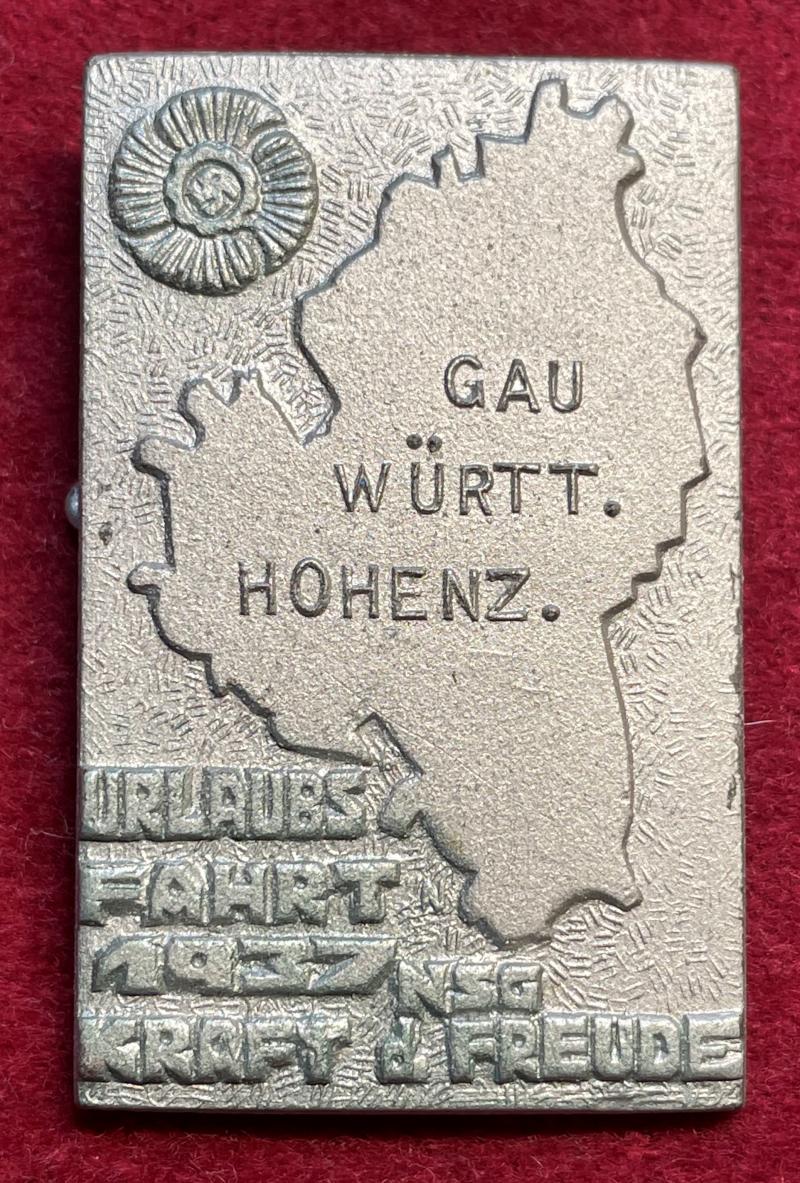 GAU
WÜRTT.
HOHENZ.
URLAUBS
FAHRT
1937
NSG
KRAFT d. FREUDE